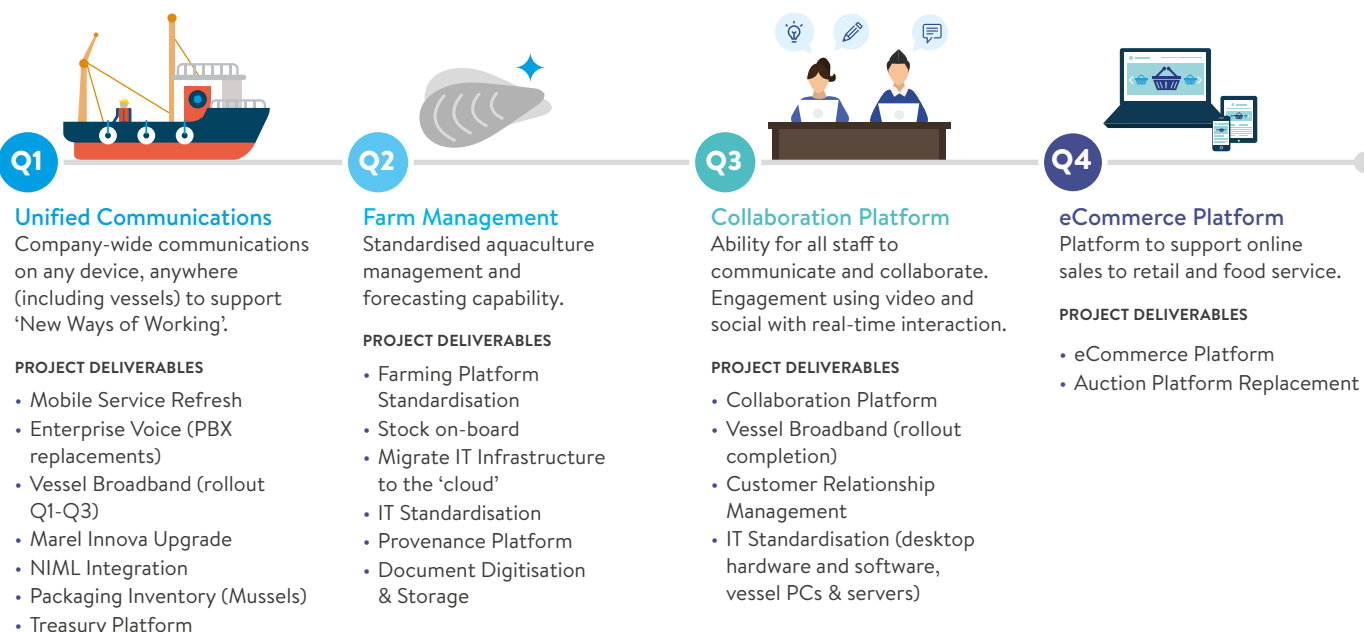 Q1
Unified Communications
Company-wide communications
on any device, anywhere
(including vessels) to support
‘New Ways of Working’.
PROJECT DELIVERABLES
• Mobile Service Refresh
• Enterprise Voice (PBX
replacements)
• Vessel Broadband (rollout
Q1-Q3)
• Marel Innova Upgrade
• NIML Integration
• Packaging Inventory (Mussels)
• Treasury Platform
Q2
Farm Management
Standardised aquaculture
management and
forecasting capability.
PROJECT DELIVERABLES
• Farming Platform
Standardisation
• Stock on-board
• Migrate IT Infrastructure
to the ‘cloud’
• IT Standardisation
• Provenance Platform
• Document Digitisation
& Storage
Q3
Collaboration Platform
Ability for all staff to
communicate and collaborate.
Engagement using video and
social with real-time interaction.
PROJECT DELIVERABLES
• Collaboration Platform
• Vessel Broadband (rollout
completion)
• Customer Relationship
Management
• IT Standardisation (desktop
hardware and software,
vessel PCs & servers)
Q4
eCommerce Platform
Platform to support online
sales to retail and food service.
PROJECT DELIVERABLES
• eCommerce Platform
• Auction Platform Replacement